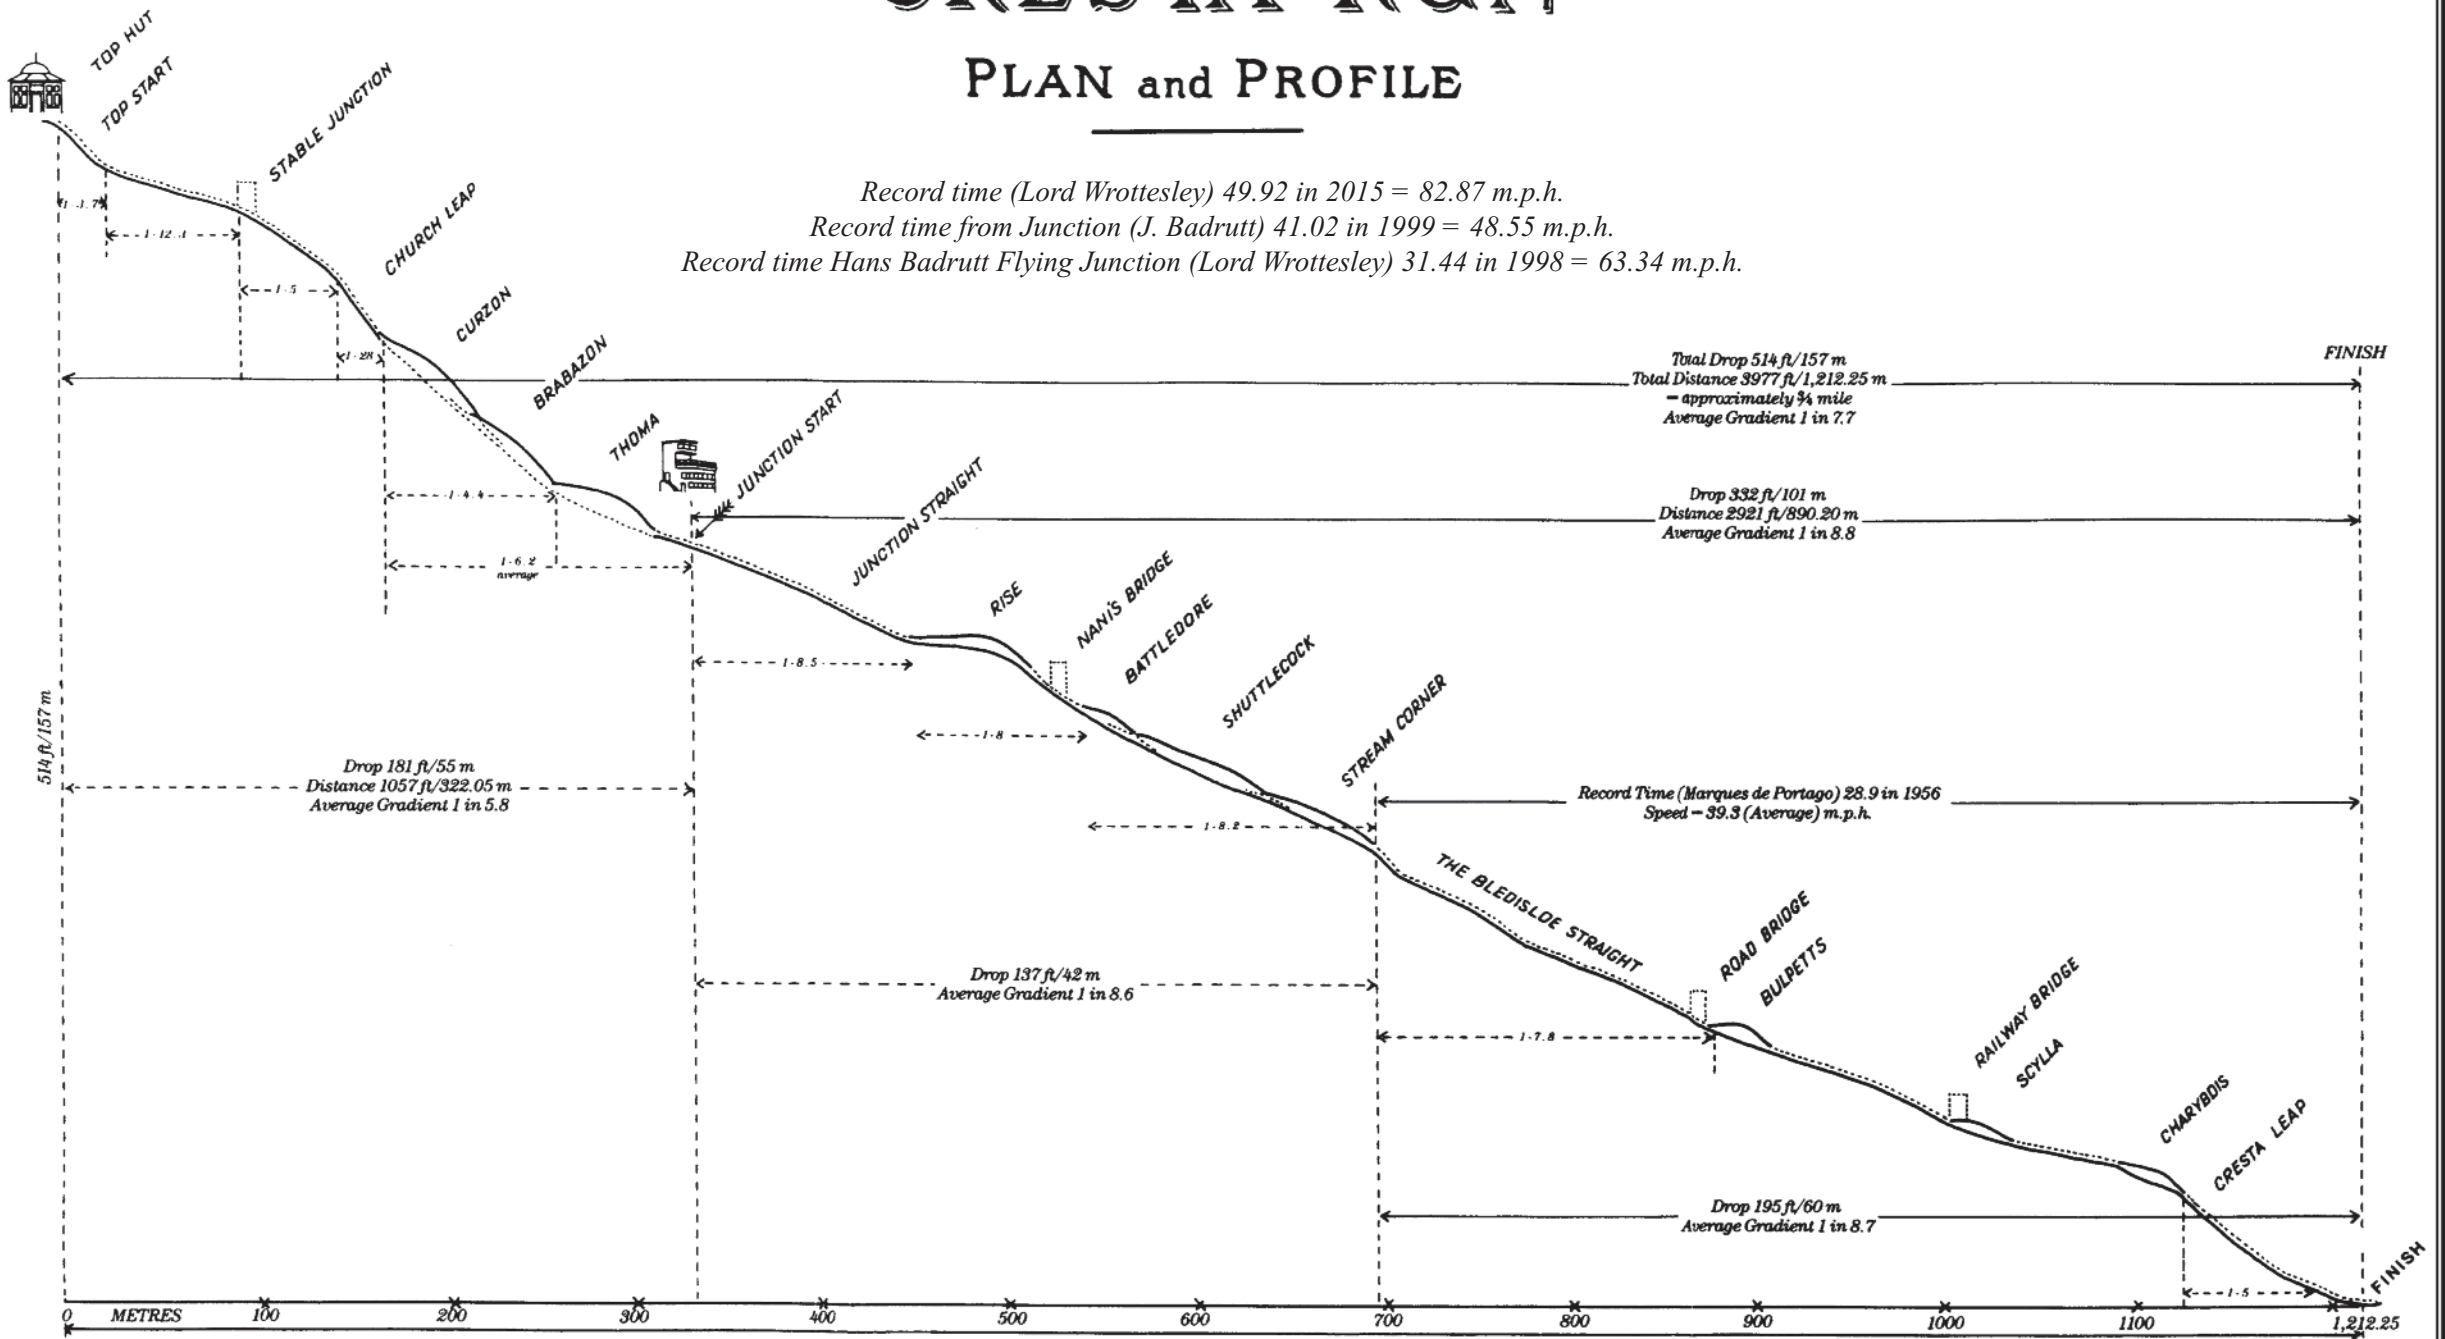 PLAN and PROFILE
Record time (Lord Wrottesley) 49.92 in 2015 = 82.87 m.p.h.
Record time from Junction (J. Badrutt) 41.02 in 1999 = 48.55 m.p.h.
Record time Hans Badrutt Flying Junction (Lord Wrottesley) 31.44 in 1998 = 63.34 m.p.h.
TOP HUT
TOP START
STABLE JUNCTION
CHURCH LEAP
CURZON
BRABAZON
THOMA
JUNCTION START
JUNCTION STRAIGHT
RISE
NANI'S BRIDGE
BATTLEDORE
SHUTTLECOCK
STREAM CORNER
THE BLEDISLOE STRAIGHT
ROAD BRIDGE
BULPETTS
RAILWAY BRIDGE
SCYLLA
CHARYBDIS
CRESTA LEAP
FINISH
1-5
1-28
1-4.4
1-6.2
average
1-8.5
1-8
1-8.2
1-7.8
1-5
FINISH
Total Drop 514 ft/157 m
Total Distance 3977 ft/1,212.25 m
= approximately ¾ mile
Average Gradient 1 in 7.7
Drop 332 ft/101 m
Distance 2921 ft/890.20 m
Average Gradient 1 in 8.8
514 ft/157 m
Drop 181 ft/55 m
Distance 1057 ft/322.05 m
Average Gradient 1 in 5.8
Record Time (Marques de Portago) 28.9 in 1956
Speed = 39.3 (Average) m.p.h.
Drop 137 ft/42 m
Average Gradient 1 in 8.6
Drop 195 ft/60 m
Average Gradient 1 in 8.7
0 METRES 100 200 300 400 500 600 700 800 900 1000 1100 1,212.25